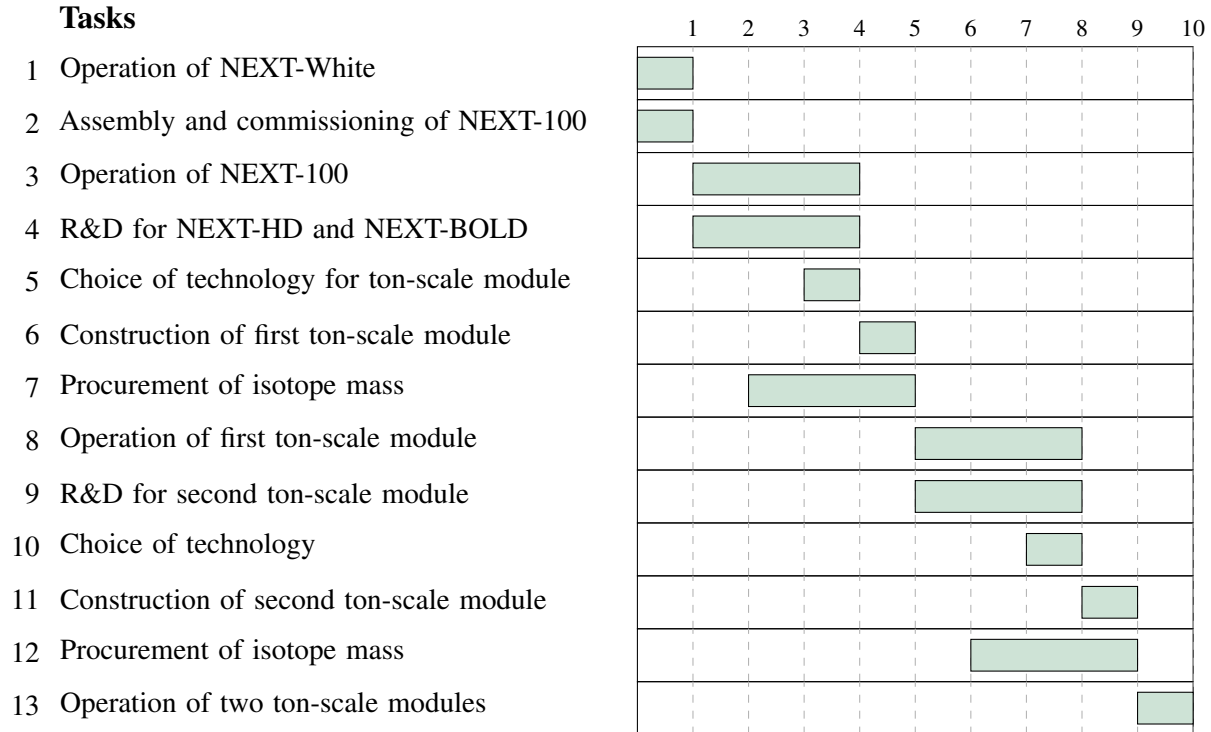 Tasks
1 2 3 4 5 6 7 8 9 10
1 Operation of NEXT-White
2 Assembly and commissioning of NEXT-100
3 Operation of NEXT-100
4 R&D for NEXT-HD and NEXT-BOLD
5 Choice of technology for ton-scale module
6 Construction of first ton-scale module
7 Procurement of isotope mass
8 Operation of first ton-scale module
9 R&D for second ton-scale module
10 Choice of technology
11 Construction of second ton-scale module
12 Procurement of isotope mass
13 Operation of two ton-scale modules